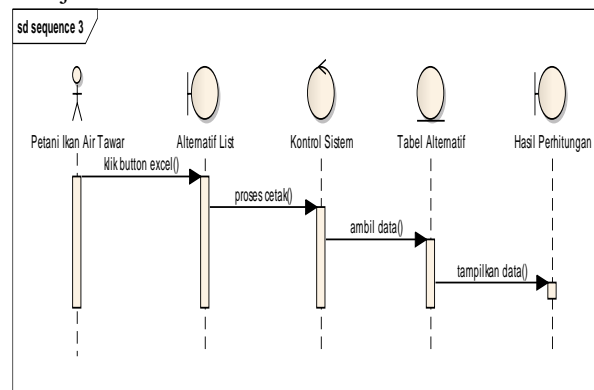 sd sequence 3
Petani Ikan Air Tawar
Alternatif List
Kontrol Sistem
Tabel Alternatif
Hasil Perhitungan
klik button excel()
proses cetak()
ambil data()
tampilkan data()